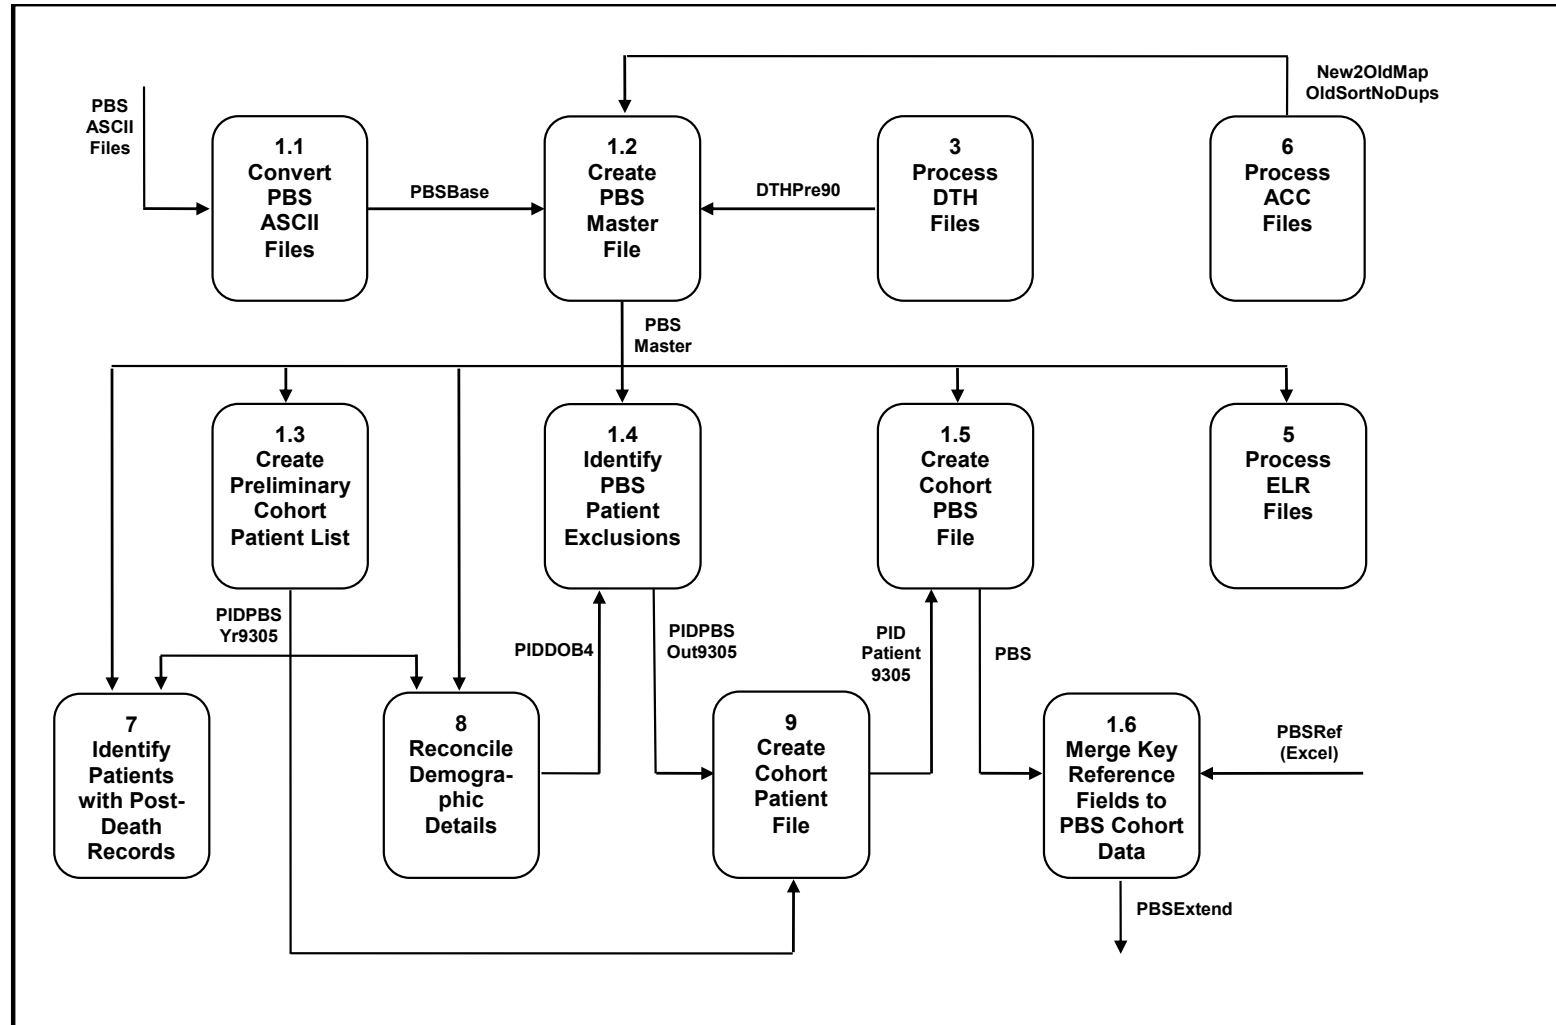 New2OldMap
OldSortNoDups
PBS
ASCII
Files
1.1
Convert
PBS
ASCII
Files
PBSBase
1.2
Create
PBS
Master
File
DTHPre90
3
Process
DTH
Files
6
Process
ACC
Files
PBS
Master
1.3
Create
Preliminary
Cohort
Patient List
1.4
Identify
PBS
Patient
Exclusions
1.5
Create
Cohort
PBS
File
5
Process
ELR
Files
PIDPBS
Yr9305
PIDDOB4
PIDPBS
Out9305
PID
Patient
9305
PBS
7
Identify
Patients
with Post-
Death
Records
8
Reconcile
Demogra-
phic
Details
9
Create
Cohort
Patient
File
1.6
Merge Key
Reference
Fields to
PBS Cohort
Data
PBSRef
(Excel)
PBSExtend